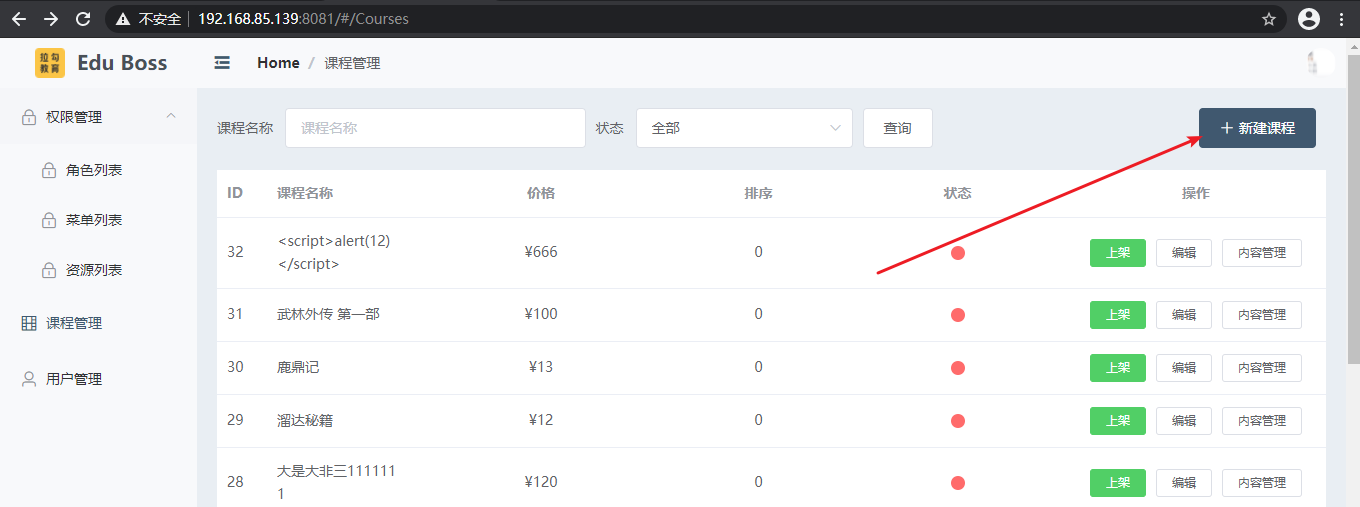 不安全 192.168.85.139:8081/#/Courses
拉勾
教育
Edu Boss
Home / 课程管理
权限管理
角色列表
菜单列表
资源列表
课程管理
用户管理
课程名称 课程名称 状态 全部 查询 + 新建课程
ID 课程名称 价格 排序 状态 操作
32 <script>alert(12)
</script> ¥666 0 上架 编辑 内容管理
31 武林外传 第一部 ¥100 0 上架 编辑 内容管理
30 鹿鼎记 ¥13 0 上架 编辑 内容管理
29 溜达秘籍 ¥12 0 上架 编辑 内容管理
28 大是大非三111111
1 ¥120 0 上架 编辑 内容管理